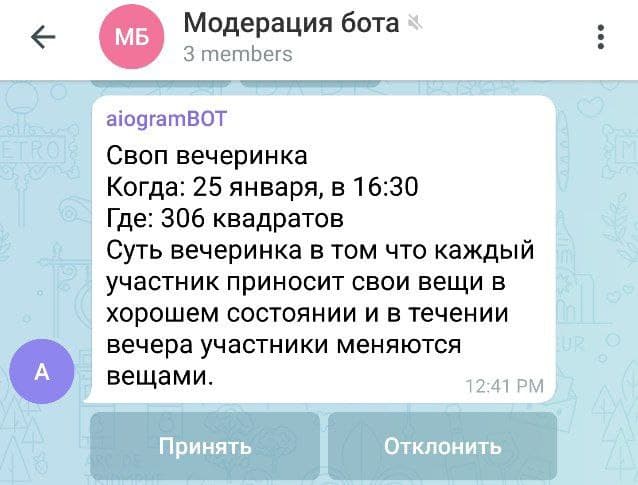 МБ
Модерация бота
3 members
aiogramBOT
Своп вечеринка
Когда: 25 января, в 16:30
Где: 306 квадратов
Суть вечеринка в том что каждый
участник приносит свои вещи в
хорошем состоянии и в течении
вечера участники меняются
вещами.
12:41 PM
A
Принять
Отклонить